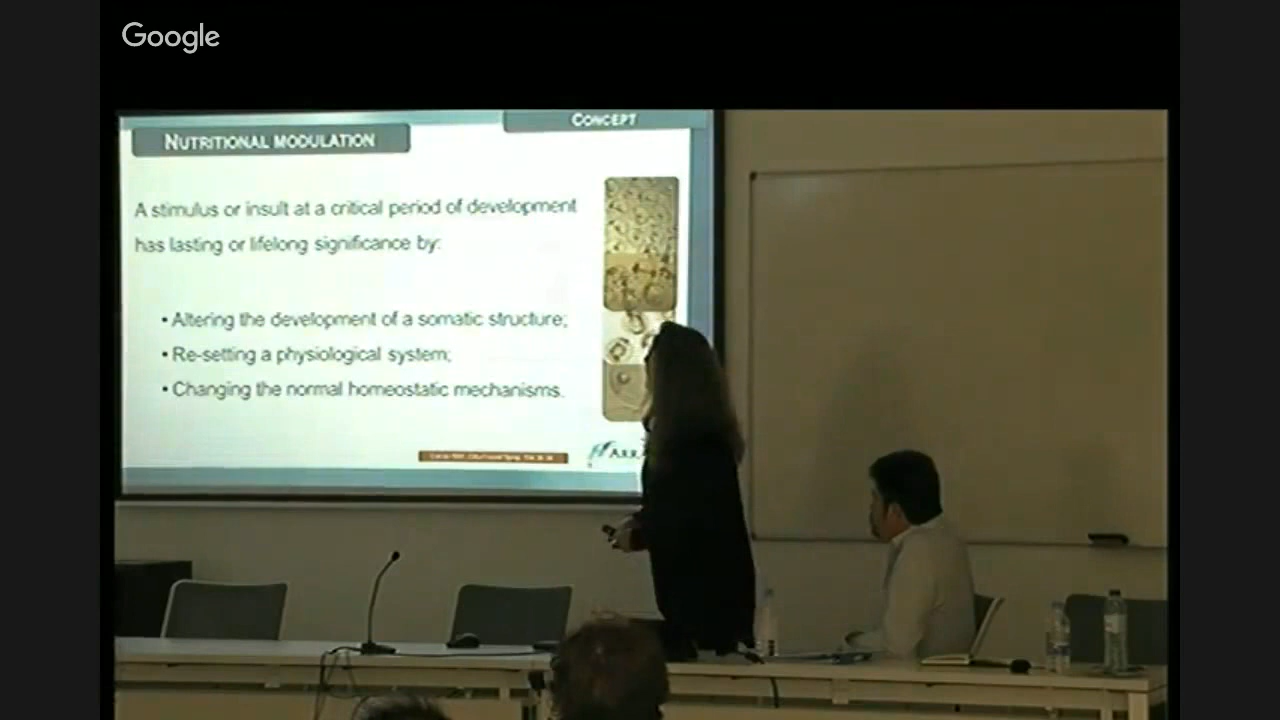 Google
CONCEPT
NUTRITIONAL MODULATION
A stimulus or insult at a critical period of development
has lasting or lifelong significance by:
• Altering the development of a somatic structure;
• Re-setting a physiological system;
• Changing the normal homeostatic mechanisms.